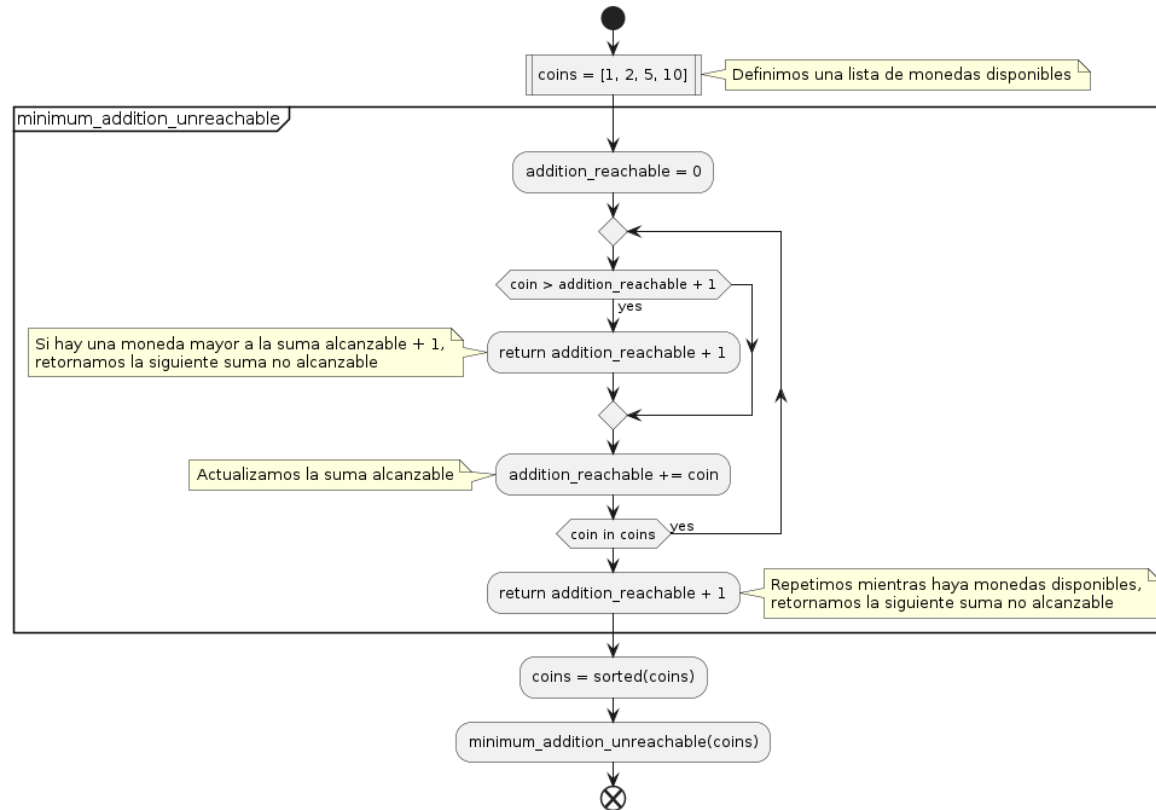 coins = [1, 2, 5, 10]
Definimos una lista de monedas disponibles
minimum_addition_unreachable
addition_reachable = 0
coin > addition_reachable + 1
yes
Si hay una moneda mayor a la suma alcanzable + 1,
retornamos la siguiente suma no alcanzable
return addition_reachable + 1
Actualizamos la suma alcanzable
addition_reachable += coin
coin in coins
yes
return addition_reachable + 1
Repetimos mientras haya monedas disponibles,
retornamos la siguiente suma no alcanzable
coins = sorted(coins)
minimum_addition_unreachable(coins)